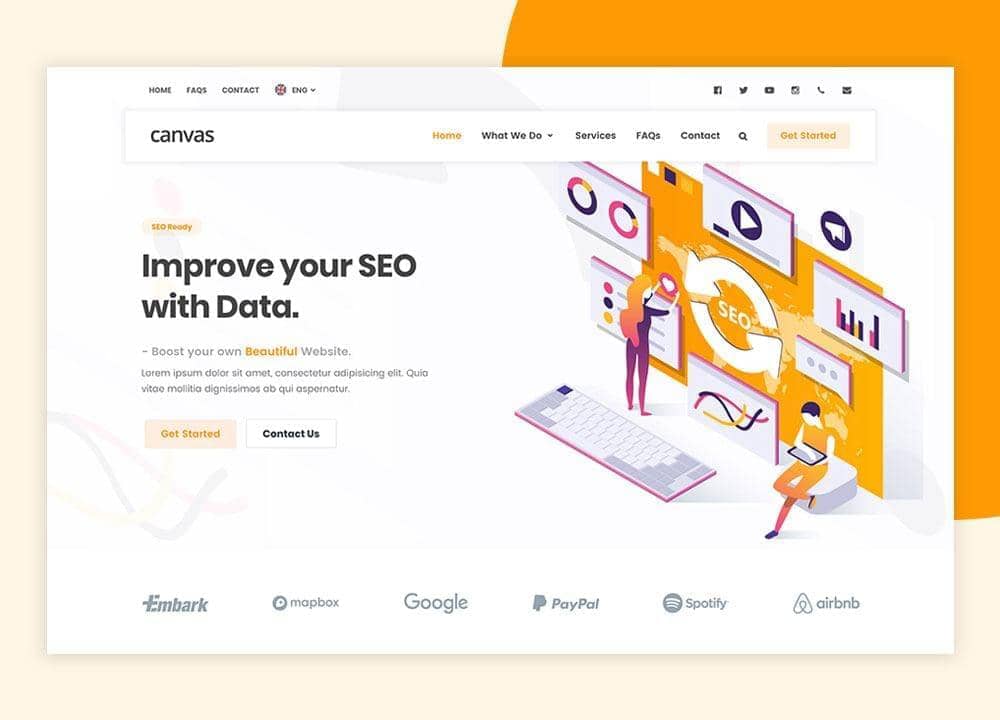 HOME FAQS CONTACT ENG
canvas
Home What We Do Services FAQs Contact Get Started
SEO Ready
Improve your SEO
with Data.
- Boost your own Beautiful Website.
Lorem ipsum dolor sit amet, consectetur adipisicing elit. Quia
vitae mollitia dignissimos ab qui aspernatur.
Get Started Contact Us
SEO
Embark mapbox Google PayPal Spotify airbnb